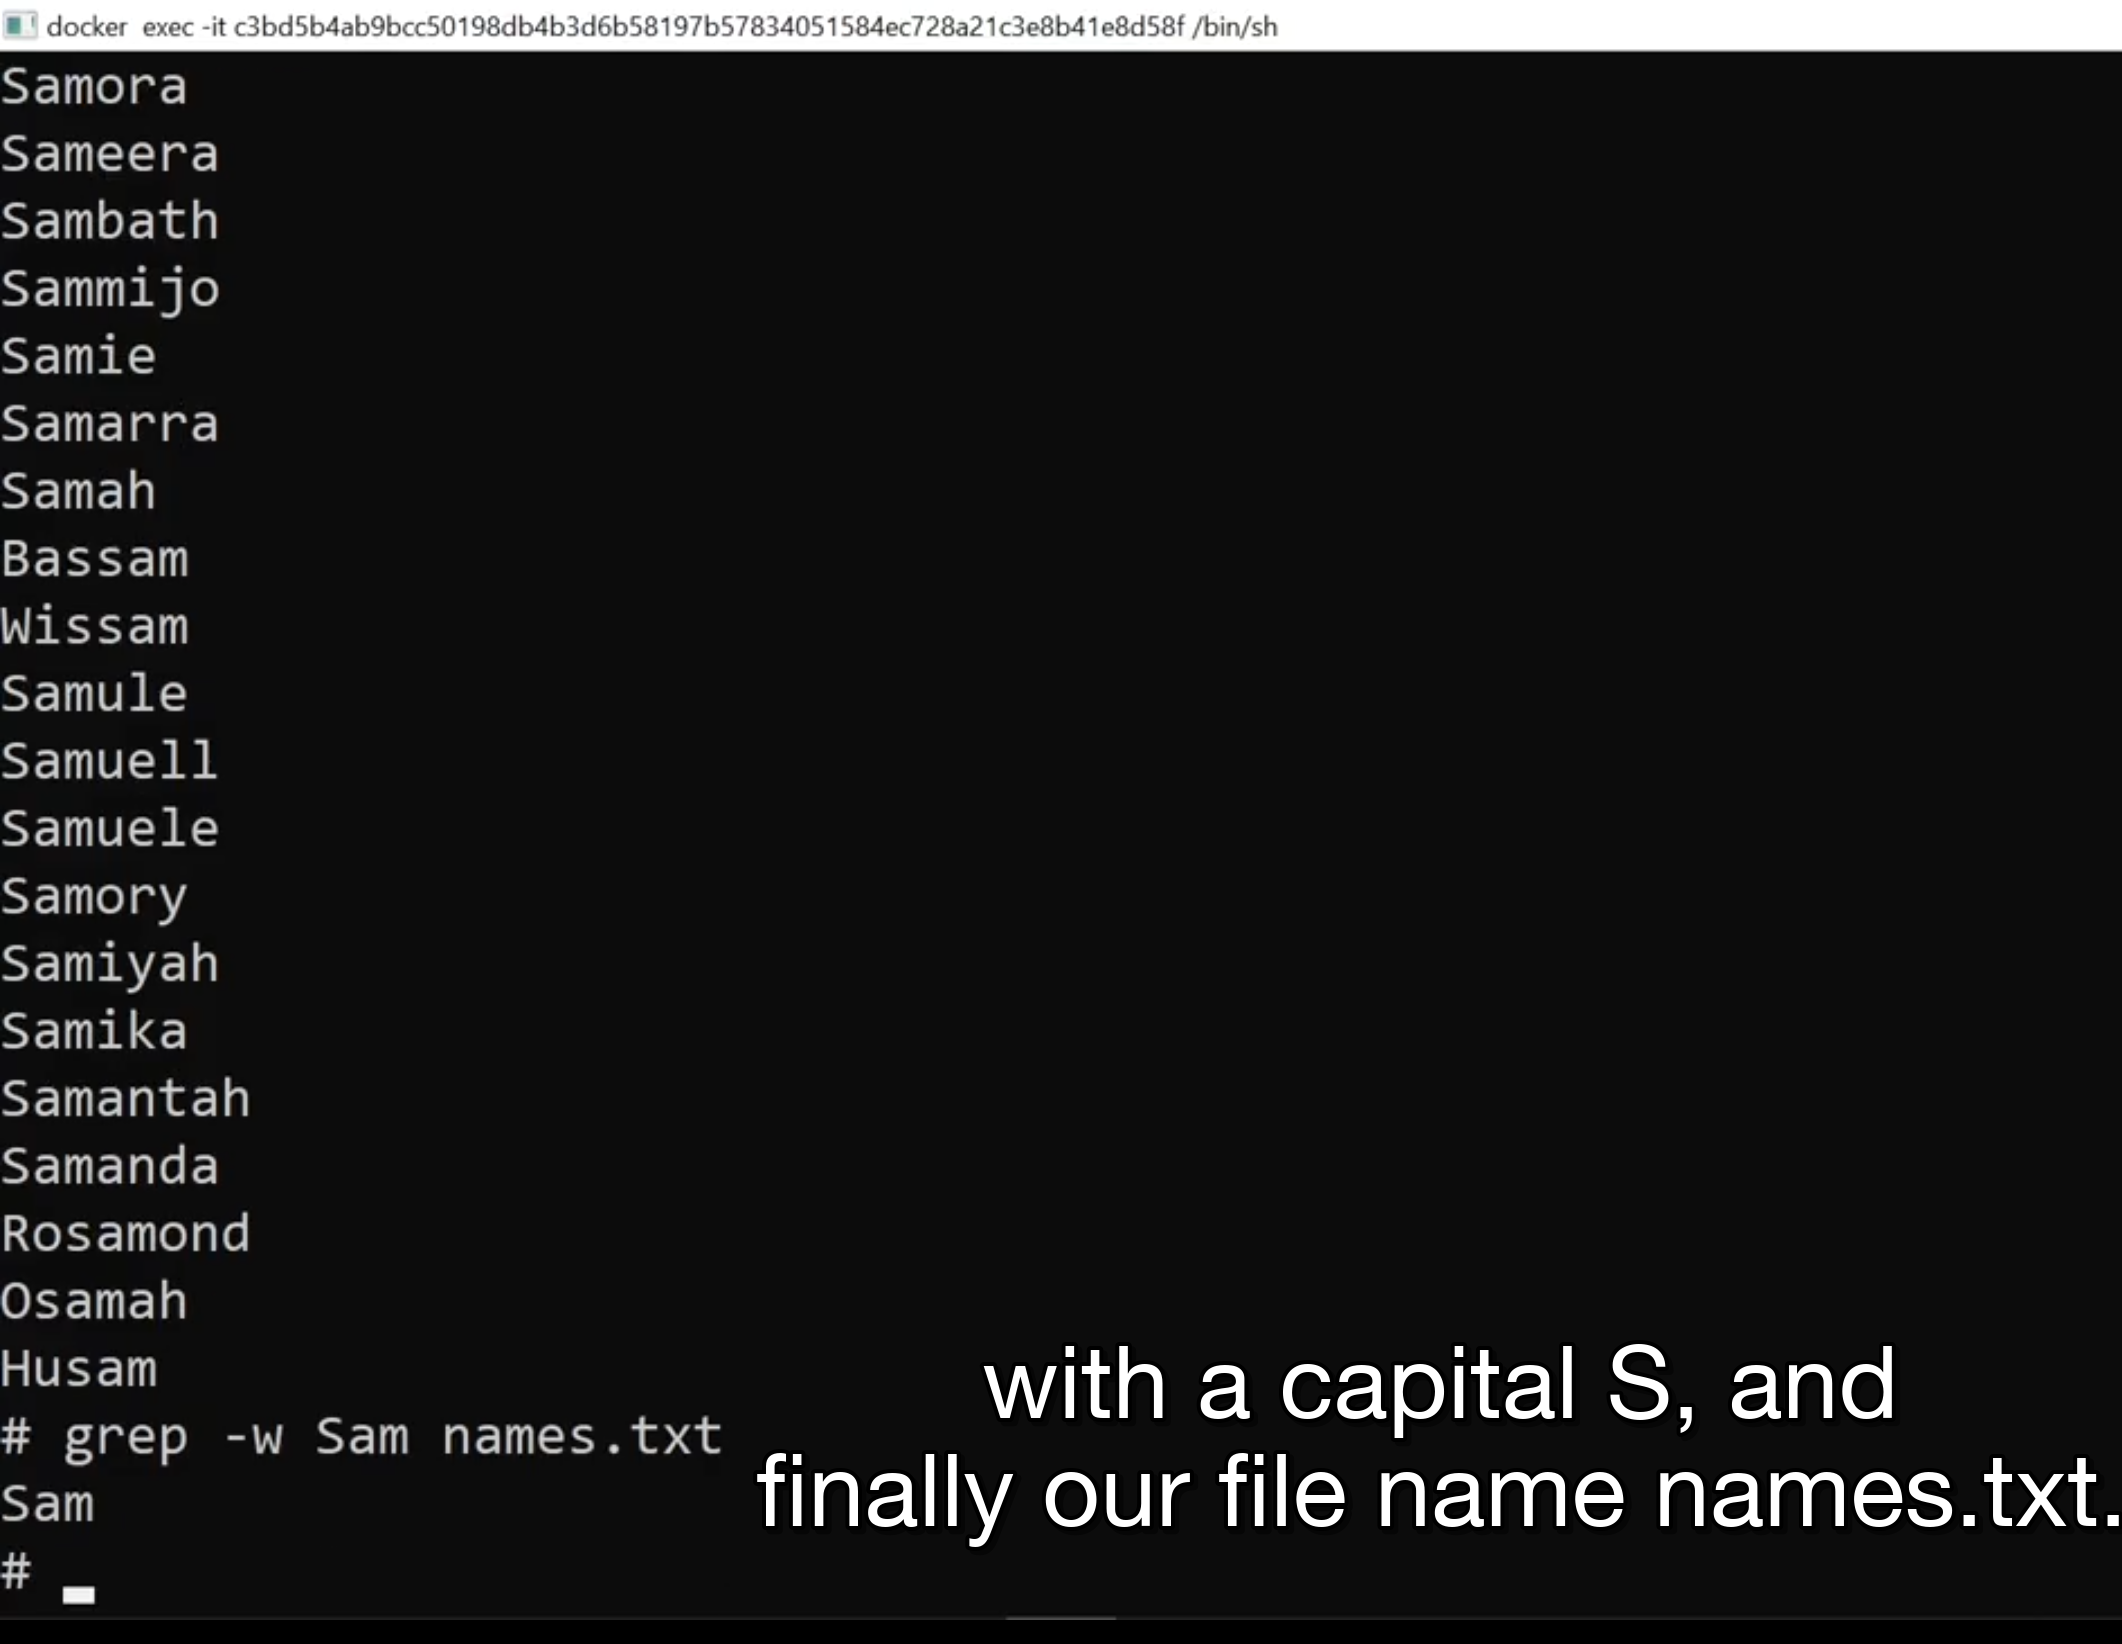 docker exec -it c3bd5b4ab9bcc50198db4b3d6b58197b57834051584ec728a21c3e8b41e8d58f /bin/sh
Samora
Sameera
Sambath
Sammijo
Samie
Samarra
Samah
Bassam
Wissam
Samule
Samuell
Samuele
Samory
Samiyah
Samika
Samantah
Samanda
Rosamond
Osamah
Husam
# grep -w Sam names.txt
Sam
#
with a capital S, and
finally our file name names.txt.